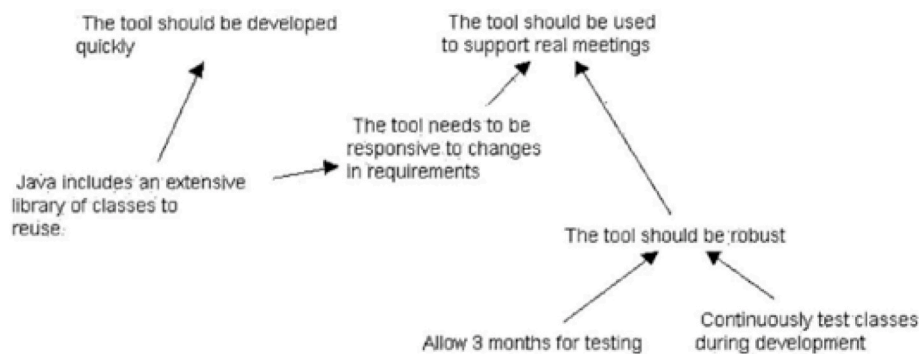 The tool should be developed
quickly
The tool should be used
to support real meetings
The tool needs to be
responsive to changes
in requirements
Java includes an extensive
library of classes to
reuse.
The tool should be robust
Allow 3 months for testing
Continuously test classes
during development